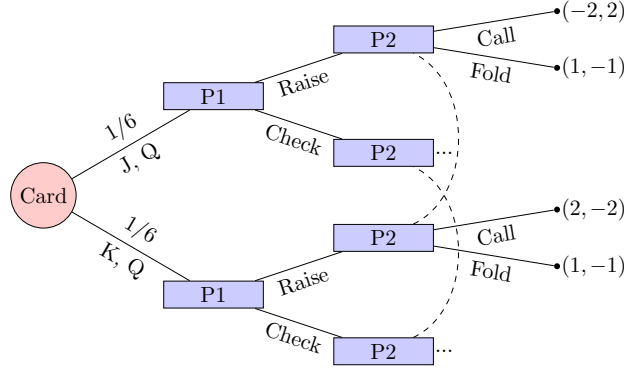 P2
(−2, 2)
Call
Fold
(1, −1)
Raise
P1
1/6
J, Q
Check
P2
...
Card
1/6
K, Q
P2
(2, −2)
Call
Fold
(1, −1)
Raise
P1
Check
P2
...